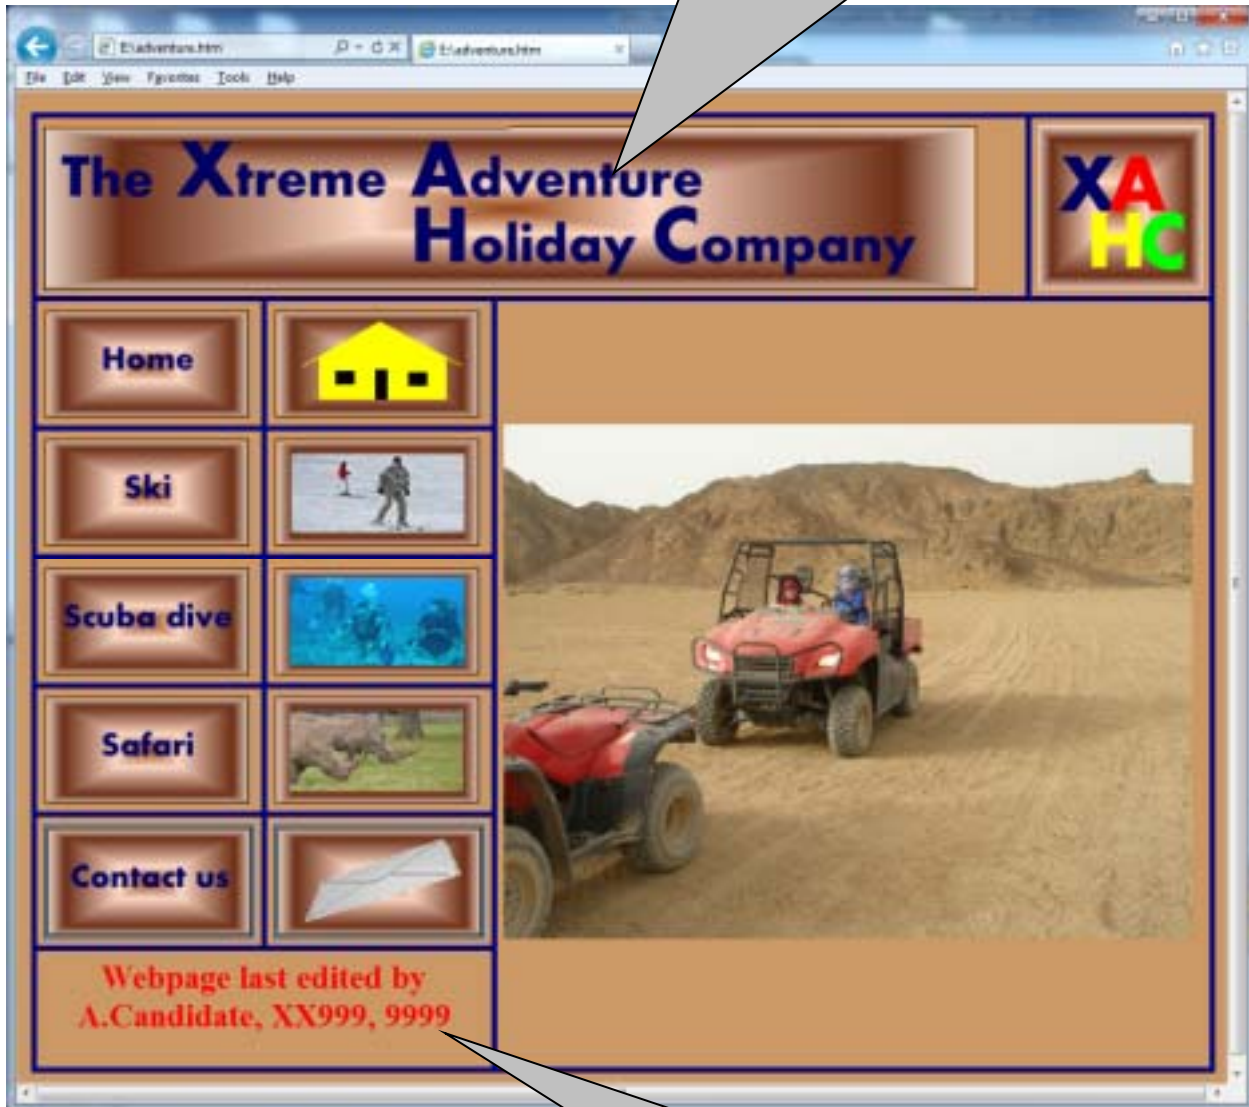 E:\adventure.htm
E:\adventure.htm
File Edit View Favorites Tools Help
The Xtreme Adventure
Holiday Company
XA
HC
Home
Ski
Scuba dive
Safari
Contact us
Webpage last edited by
A.Candidate, XX999, 9999